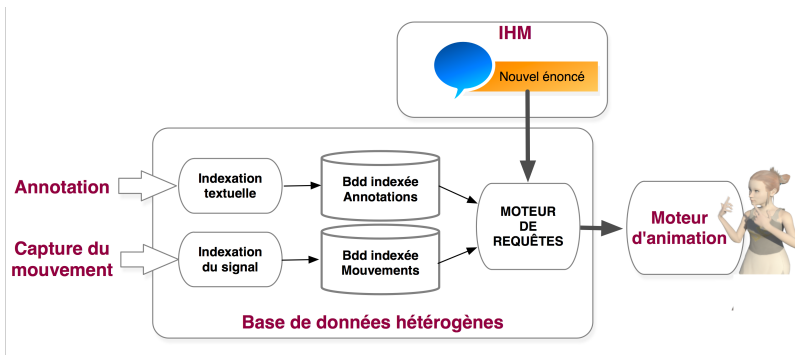 IHM
Nouvel énoncé
Annotation
Indexation
textuelle
Bdd indexée
Annotations
Capture du
mouvement
Indexation
du signal
Bdd indexée
Mouvements
MOTEUR
DE
REQUÊTES
Moteur
d'animation
Base de données hétérogènes